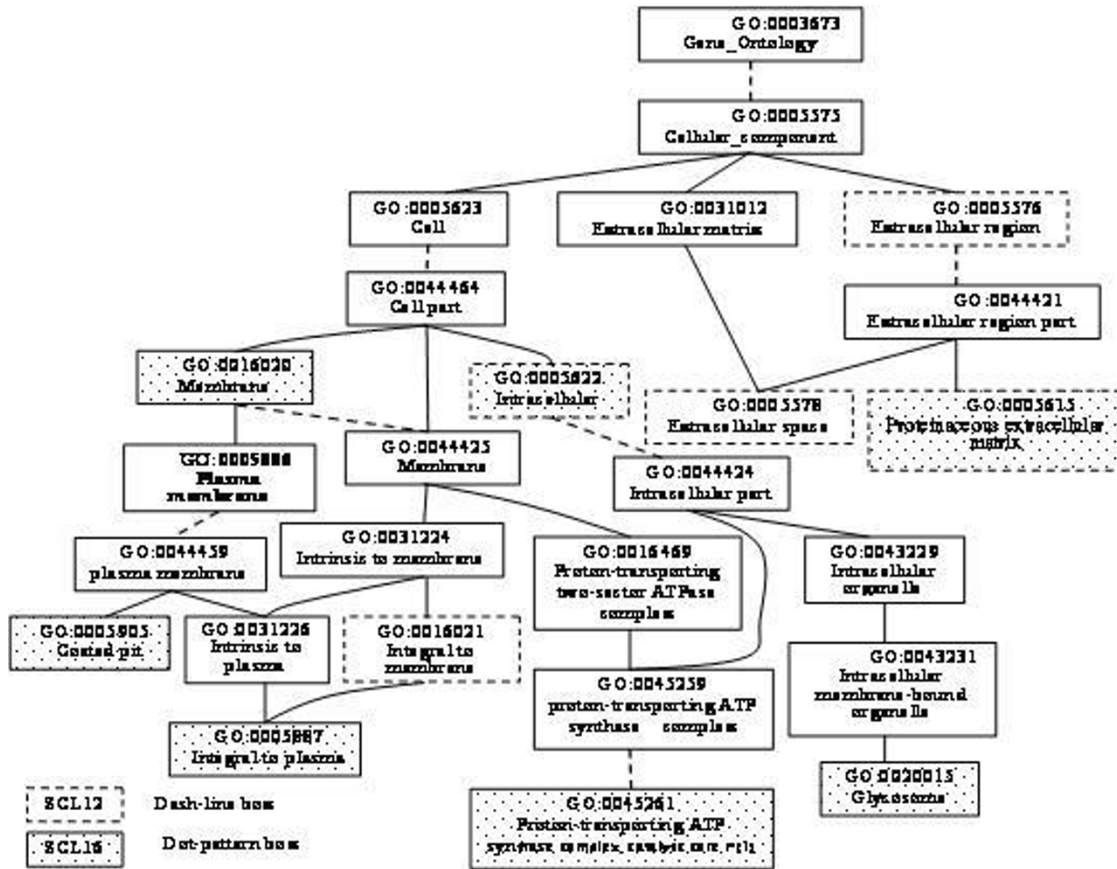 GO:0003673
Gene_Ontology
GO:0005575
Cellular_component
GO:0005623
Cell
GO:0031012
Extracellular matrix
GO:0005576
Extracellular region
GO:0044464
Cell part
GO:0044421
Extracellular region part
GO:0016020
Membrane
GO:0005622
Intracellular
GO:0005578
Extracellular space
GO:0005615
Proteinaceous extracellular
matrix
GO:0044425
Membrane
GO:0005886
Plasma
membrane
GO:0044424
Intracellular part
GO:0044459
plasma membrane
GO:0031224
Intrinsic to membrane
GO:0016469
Proton-transporting
two-sector ATPase
complex
GO:0043229
Intracellular
organelle
GO:0005905
Coated pit
GO:0031226
Intrinsic to
plasma
GO:0016021
Integral to
membrane
GO:0045259
proton-transporting ATP
synthase complex
GO:0043231
Intracellular
membrane-bound
organelle
GO:0005887
Integral to plasma
GO:0020015
Glycosome
GO:0045261
Proton-transporting ATP
synthase complex, catalytic core
SCL12
Dash-line box
SCL16
Dot-pattern box